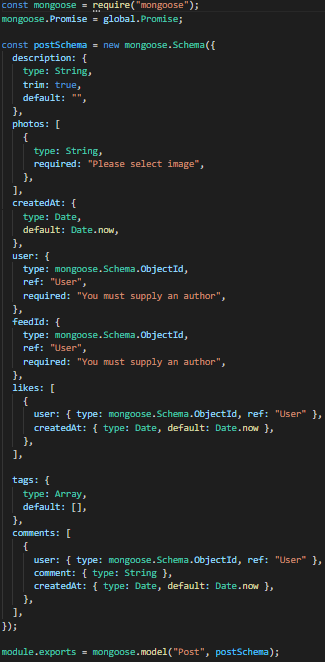 const mongoose = require("mongoose");
mongoose.Promise = global.Promise;

const postSchema = new mongoose.Schema({
  description: {
    type: String,
    trim: true,
    default: "",
  },
  photos: [
    {
      type: String,
      required: "Please select image",
    },
  ],
  createdAt: {
    type: Date,
    default: Date.now,
  },
  user: {
    type: mongoose.Schema.ObjectId,
    ref: "User",
    required: "You must supply an author",
  },
  feedId: {
    type: mongoose.Schema.ObjectId,
    ref: "User",
    required: "You must supply an author",
  },
  likes: [
    {
      user: { type: mongoose.Schema.ObjectId, ref: "User" },
      createdAt: { type: Date, default: Date.now },
    },
  ],

  tags: {
    type: Array,
    default: [],
  },
  comments: [
    {
      user: { type: mongoose.Schema.ObjectId, ref: "User" },
      comment: { type: String },
      createdAt: { type: Date, default: Date.now },
    },
  ],
});

module.exports = mongoose.model("Post", postSchema);